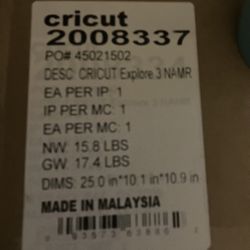 cricut
2008337
PO# 45021502
DESC: CRICUT Explore 3 NAMR
EA PER IP: 1
IP PER MC: 1
EA PER MC: 1
NW: 15.8 LBS
GW: 17.4 LBS
DIMS: 25.0 in*10.1 in*10.9 in
MADE IN MALAYSIA